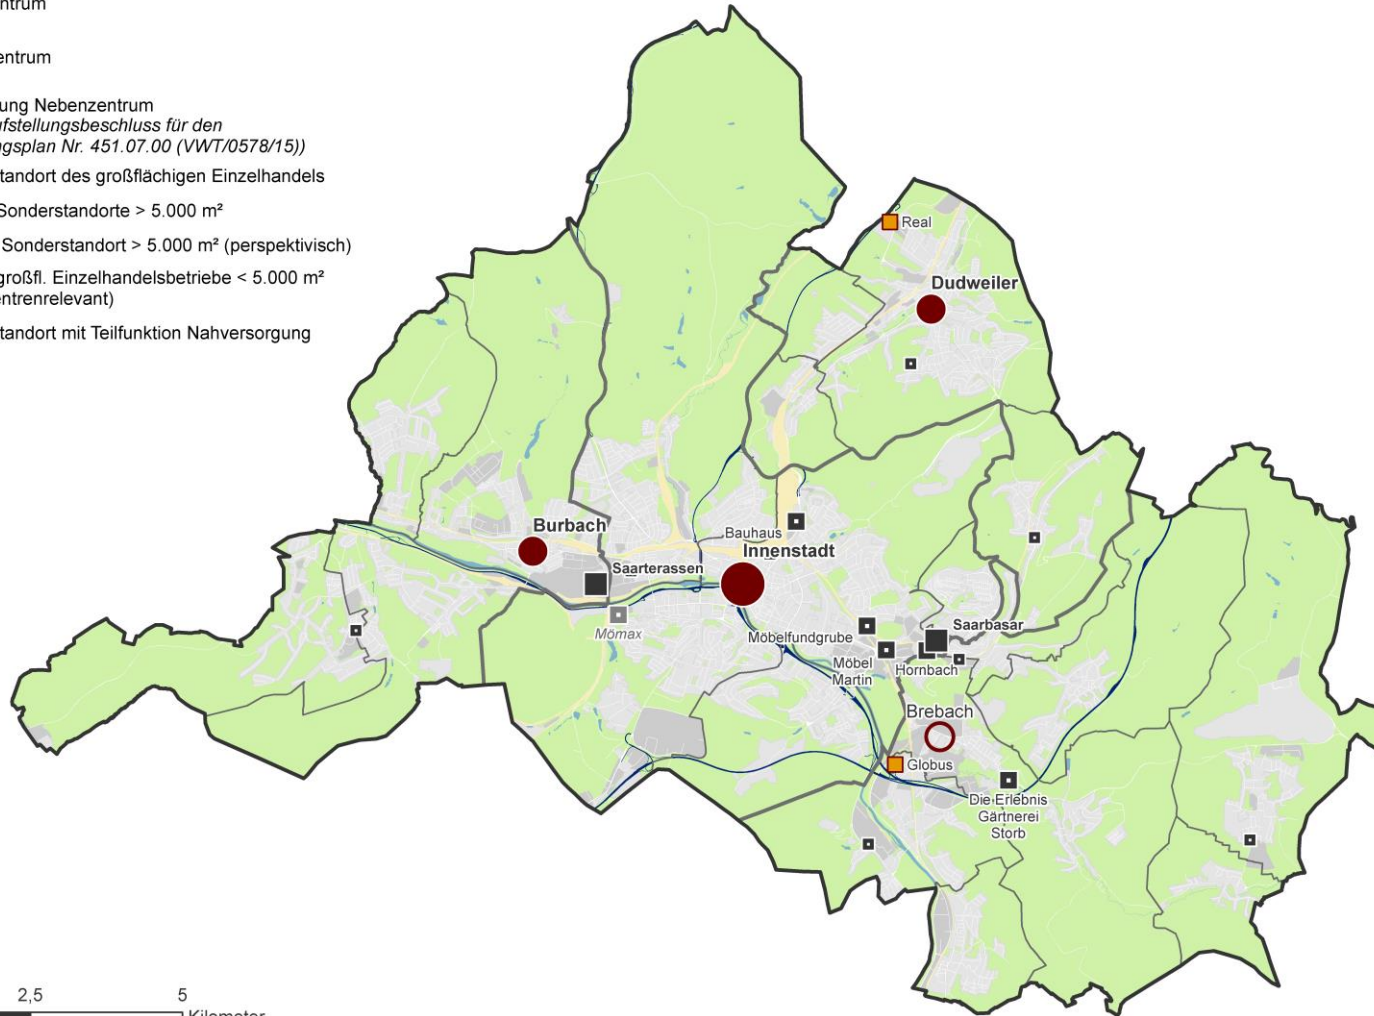 ntrum
entrum
ung Nebenzentrum
ufstellungsbeschluss für den
ngsplan Nr. 451.07.00 (VWT/0578/15))
tandort des großflächigen Einzelhandels
Sonderstandorte > 5.000 m²
Sonderstandort > 5.000 m² (perspektivisch)
großfl. Einzelhandelsbetriebe < 5.000 m²
entrenrelevant)
tandort mit Teilfunktion Nahversorgung
Real
Dudweiler
Burbach
Bauhaus
Innenstadt
Saarterassen
Mömax
Möbelfundgrube
Saarbasar
Möbel
Martin
Hornbach
Brebach
Globus
Die Erlebnis
Gärtnerei
Storb
2,5 5
Kilometer